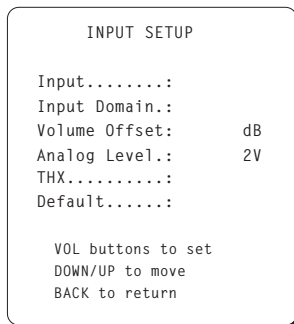 INPUT SETUP
Input........:
Input Domain.:
Volume Offset: dB
Analog Level.: 2V
THX..........:
Default......:
VOL buttons to set
DOWN/UP to move
BACK to return